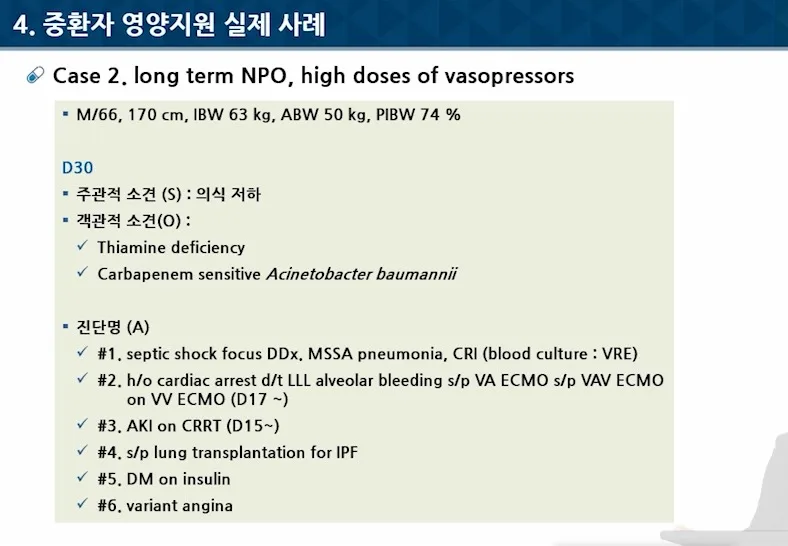 4. 중환자 영양지원 실제 사례
Case 2. long term NPO, high doses of vasopressors
▪ M/66, 170 cm, IBW 63 kg, ABW 50 kg, PIBW 74 %
D30
▪ 주관적 소견 (S) : 의식 저하
▪ 객관적 소견(O) :
✓ Thiamine deficiency
✓ Carbapenem sensitive Acinetobacter baumannii
▪ 진단명 (A)
✓ #1. septic shock focus DDx. MSSA pneumonia, CRI (blood culture : VRE)
✓ #2. h/o cardiac arrest d/t LLL alveolar bleeding s/p VA ECMO s/p VAV ECMO
on VV ECMO (D17 ~)
✓ #3. AKI on CRRT (D15~)
✓ #4. s/p lung transplantation for IPF
✓ #5. DM on insulin
✓ #6. variant angina